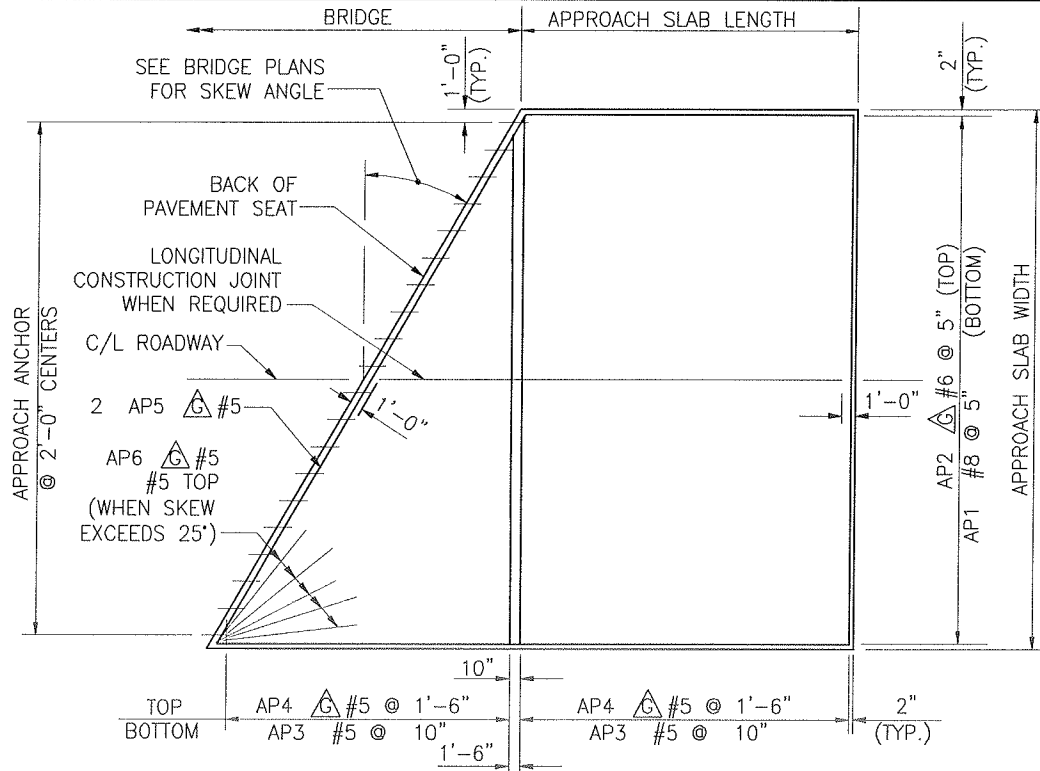 BRIDGE
APPROACH SLAB LENGTH
SEE BRIDGE PLANS
FOR SKEW ANGLE
1'-0"
(TYP.)
2"
(TYP.)
BACK OF
PAVEMENT SEAT
LONGITUDINAL
CONSTRUCTION JOINT
WHEN REQUIRED
C/L ROADWAY
APPROACH ANCHOR
@ 2'-0" CENTERS
2 AP5 G #5
1'-0"
1'-0"
AP6 G #5
#5 TOP
(WHEN SKEW
EXCEEDS 25°)
AP2 G #6 @ 5" (TOP)
AP1 #8 @ 5" (BOTTOM)
APPROACH SLAB WIDTH
10"
TOP
BOTTOM
AP4 G #5 @ 1'-6"
AP3 #5 @ 10"
AP4 G #5 @ 1'-6"
AP3 #5 @ 10"
2"
(TYP.)
1'-6"